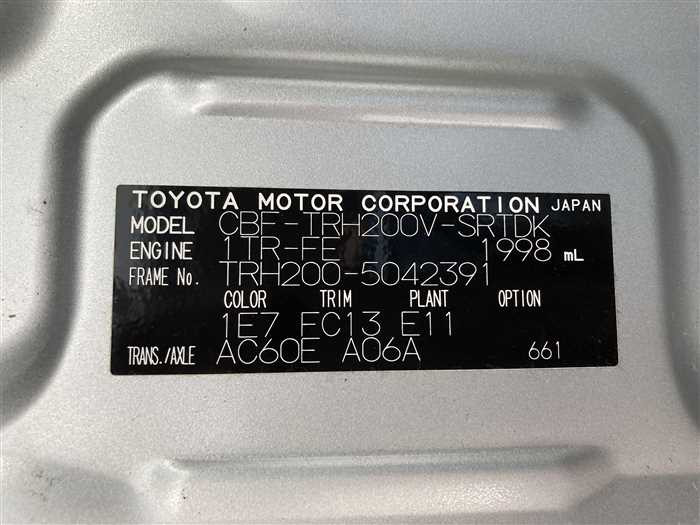 TOYOTA MOTOR CORPORATION JAPAN
MODEL CBF-TRH200V-SRTDK
ENGINE 1TR-FE 1998 mL
FRAME No. TRH200-5042391
COLOR TRIM PLANT OPTION
1E7 FC13 E11
TRANS./AXLE AC60E A06A 661